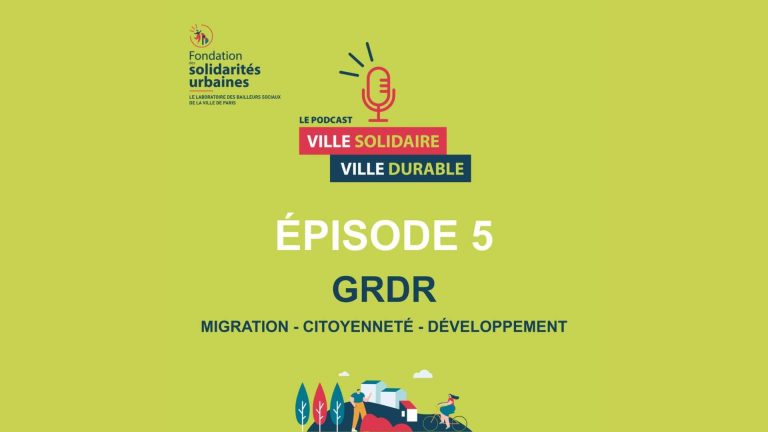 Fondation
des
solidarités
urbaines
LE LABORATOIRE DES BAILLEURS SOCIAUX
DE LA VILLE DE PARIS
LE PODCAST
VILLE SOLIDAIRE
VILLE DURABLE
ÉPISODE 5
GRDR
MIGRATION - CITOYENNETÉ - DÉVELOPPEMENT